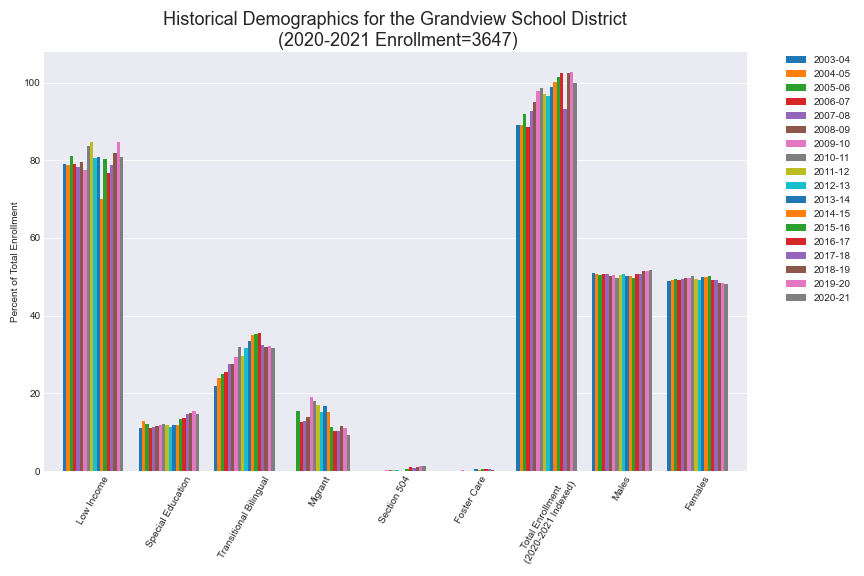 Historical Demographics for the Grandview School District
(2020-2021 Enrollment=3647)
Percent of Total Enrollment
100
80
60
40
20
0
Low Income
Special Education
Transitional Bilingual
Migrant
Section 504
Foster Care
Total Enrollment
(2020-2021 Indexed)
Males
Females
2003-04
2004-05
2005-06
2006-07
2007-08
2008-09
2009-10
2010-11
2011-12
2012-13
2013-14
2014-15
2015-16
2016-17
2017-18
2018-19
2019-20
2020-21